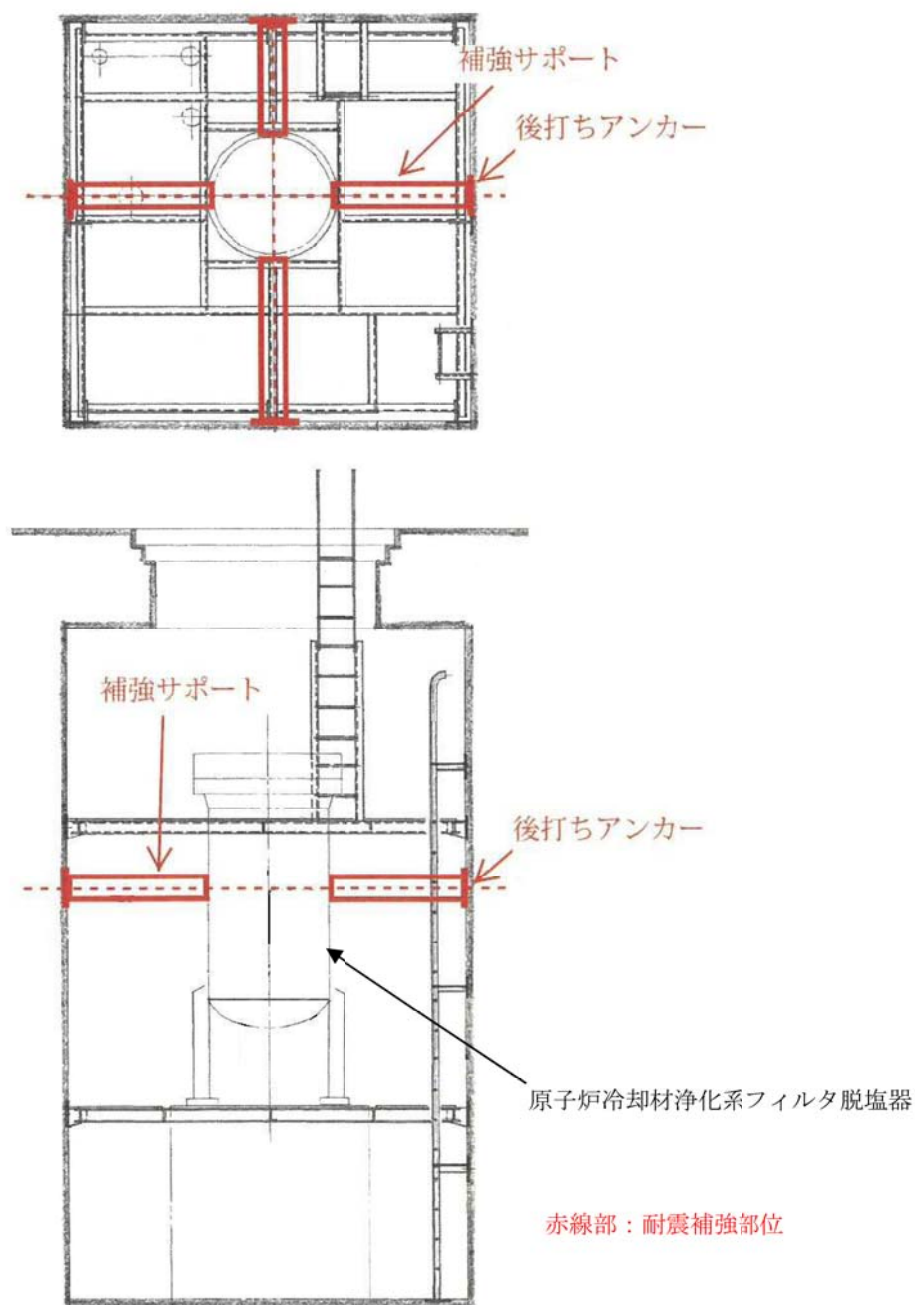 補強サポート
後打ちアンカー
補強サポート
後打ちアンカー
原子炉冷却材浄化系フィルタ脱塩器
赤線部：耐震補強部位